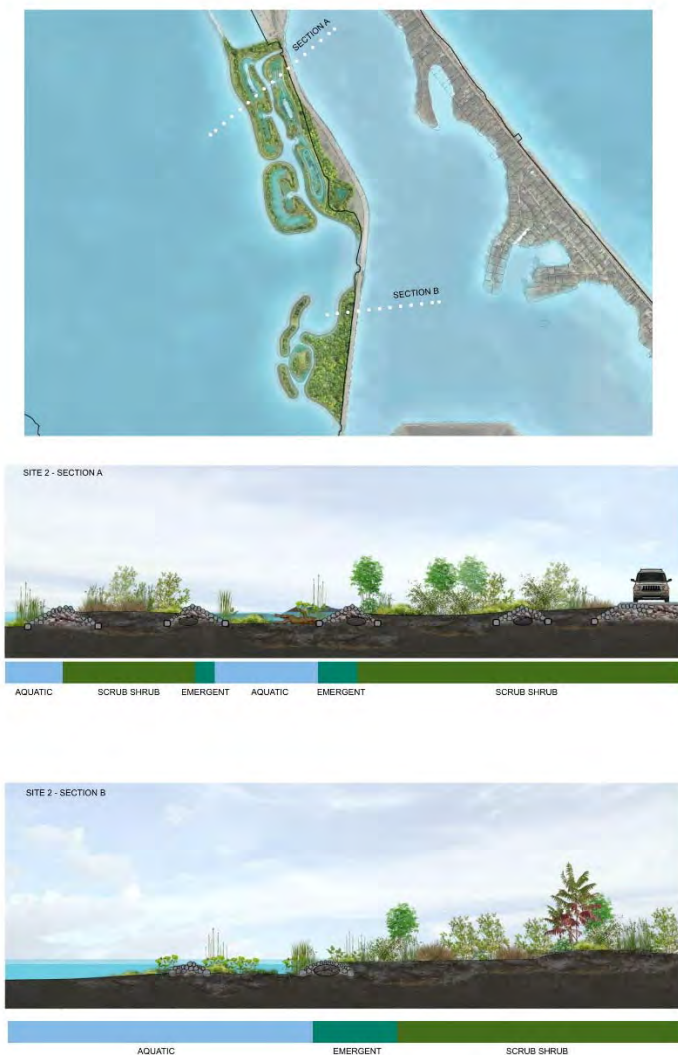 SECTION A
SECTION B
SITE 2 - SECTION A
AQUATIC SCRUB SHRUB EMERGENT AQUATIC EMERGENT SCRUB SHRUB
SITE 2 - SECTION B
AQUATIC EMERGENT SCRUB SHRUB